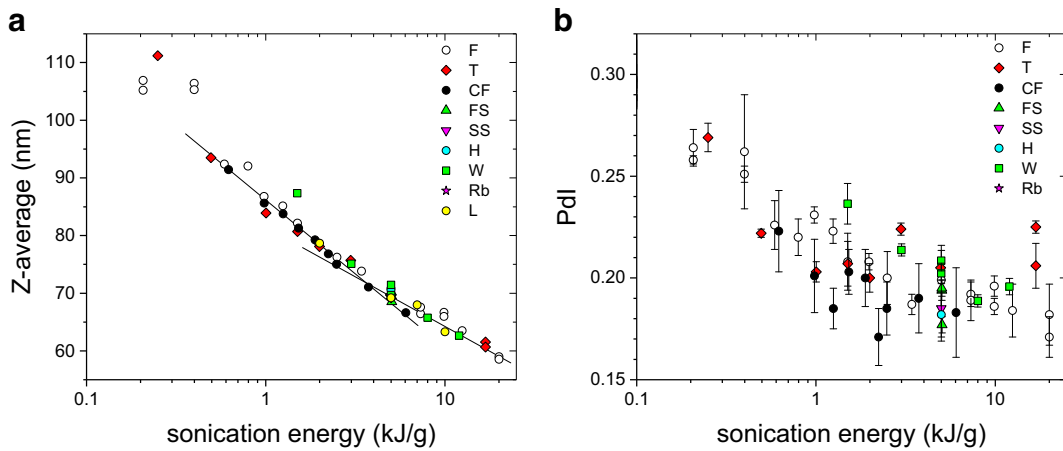 a
110
100
90
80
70
60
Z-average (nm)
0.1
1
10
sonication energy (kJ/g)
F
T
CF
FS
SS
H
W
Rb
L
b
0.30
0.25
0.20
0.15
PdI
0.1
1
10
sonication energy (kJ/g)
F
T
CF
FS
SS
H
W
Rb